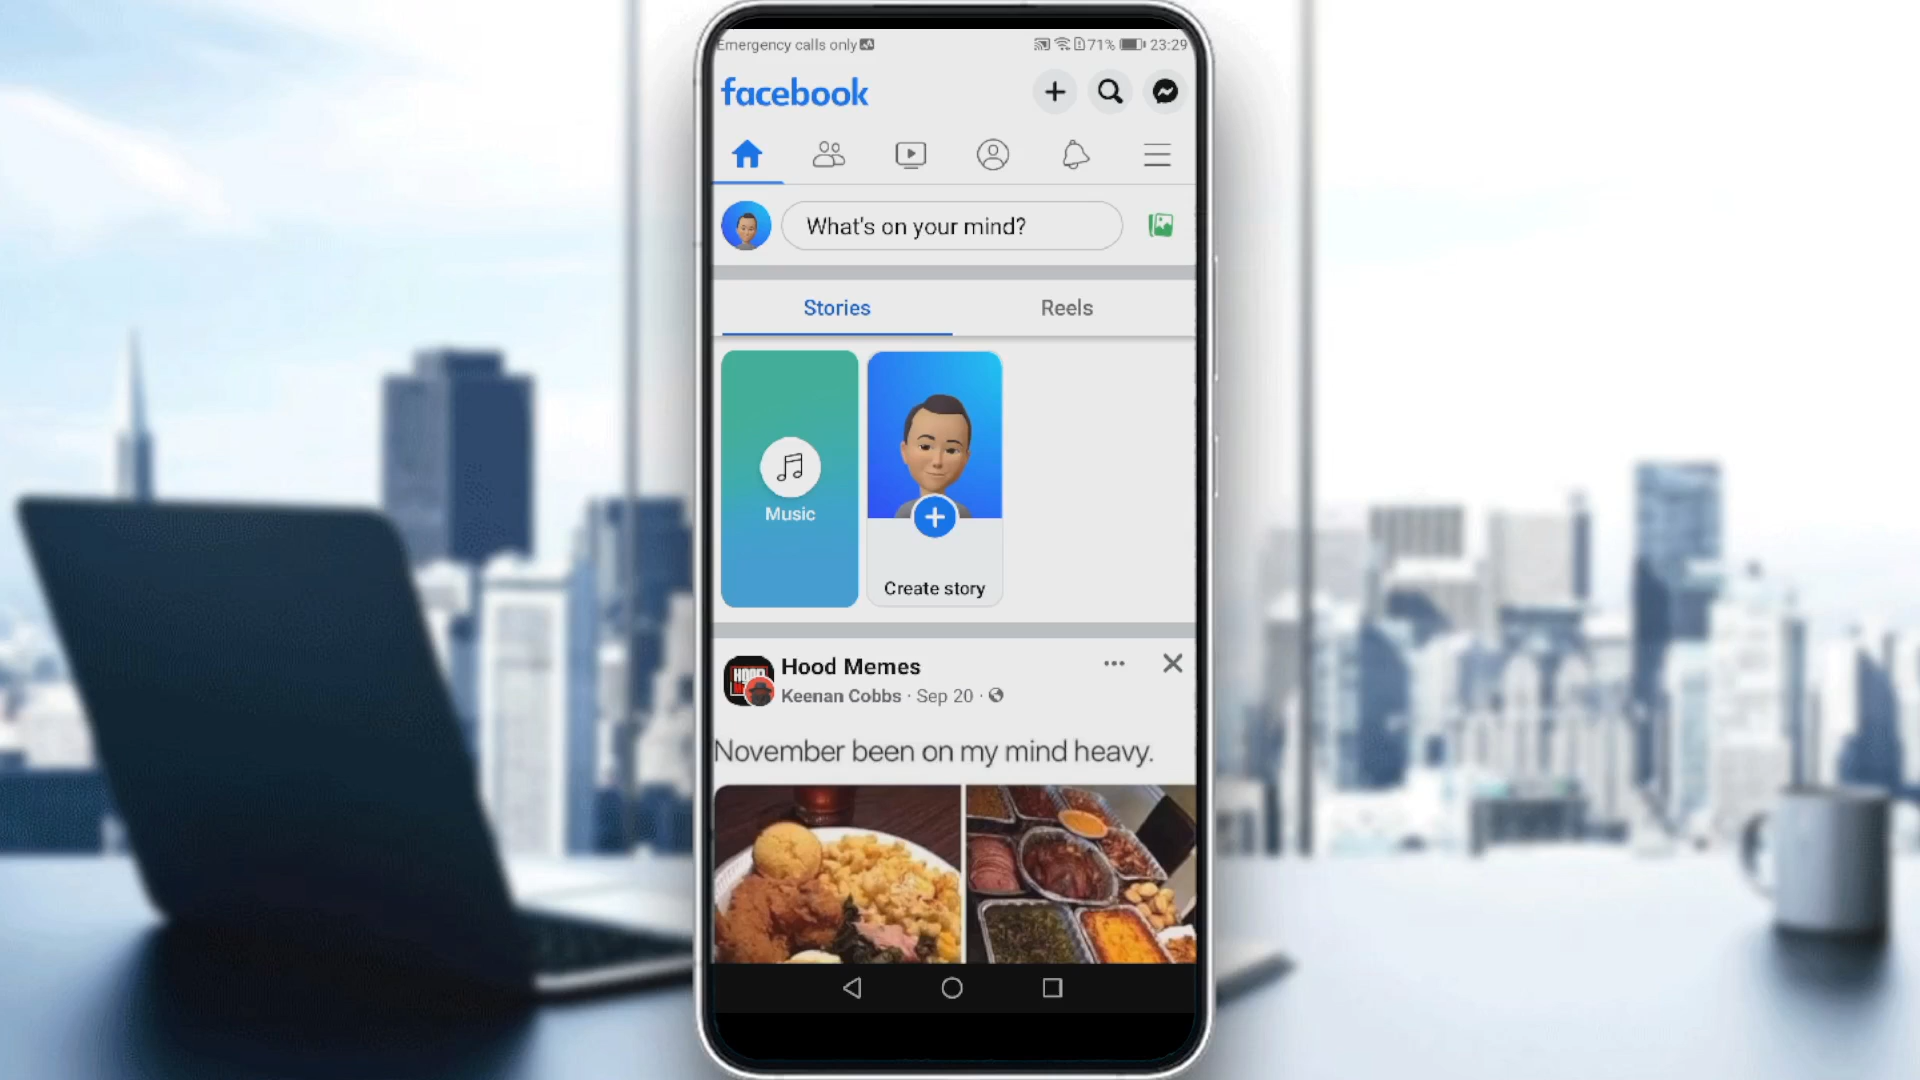 Emergency calls only 71% 23:29
facebook
What's on your mind?
Stories Reels
Music
Create story
HOOD
Hood Memes
Keenan Cobbs · Sep 20 ·
November been on my mind heavy.